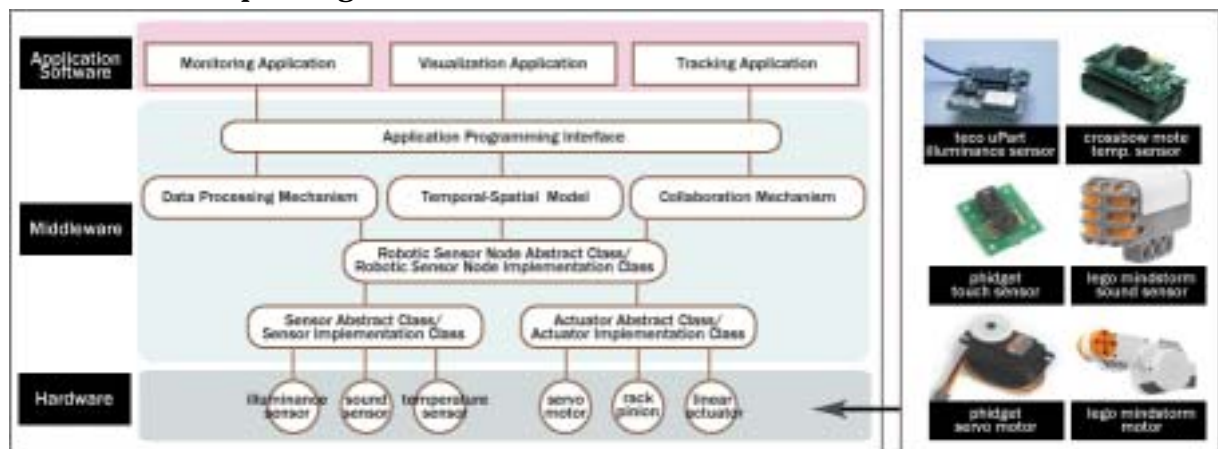 Application
Software
Monitoring Application
Visualization Application
Tracking Application
Application Programming Interface
Middleware
Data Processing Mechanism
Temporal-Spatial Model
Collaboration Mechanism
Robotic Sensor Node Abstract Class/
Robotic Sensor Node Implementation Class
Sensor Abstract Class/
Sensor Implementation Class
Actuator Abstract Class/
Actuator Implementation Class
Hardware
illuminance
sensor
sound
sensor
temperature
sensor
servo
motor
rack
pinion
linear
actuator
teco uPart
illuminance sensor
crossbow mote
temp. sensor
phidget
touch sensor
lego mindstorm
sound sensor
phidget
servo motor
lego mindstorm
motor